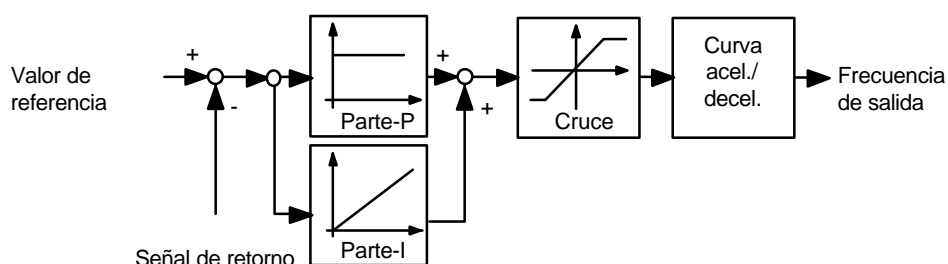 Valor de
referencia
+
-
Parte-P
Parte-I
+
+
Cruce
Curva
acel./
decel.
Frecuencia
de salida
Señal de retorno